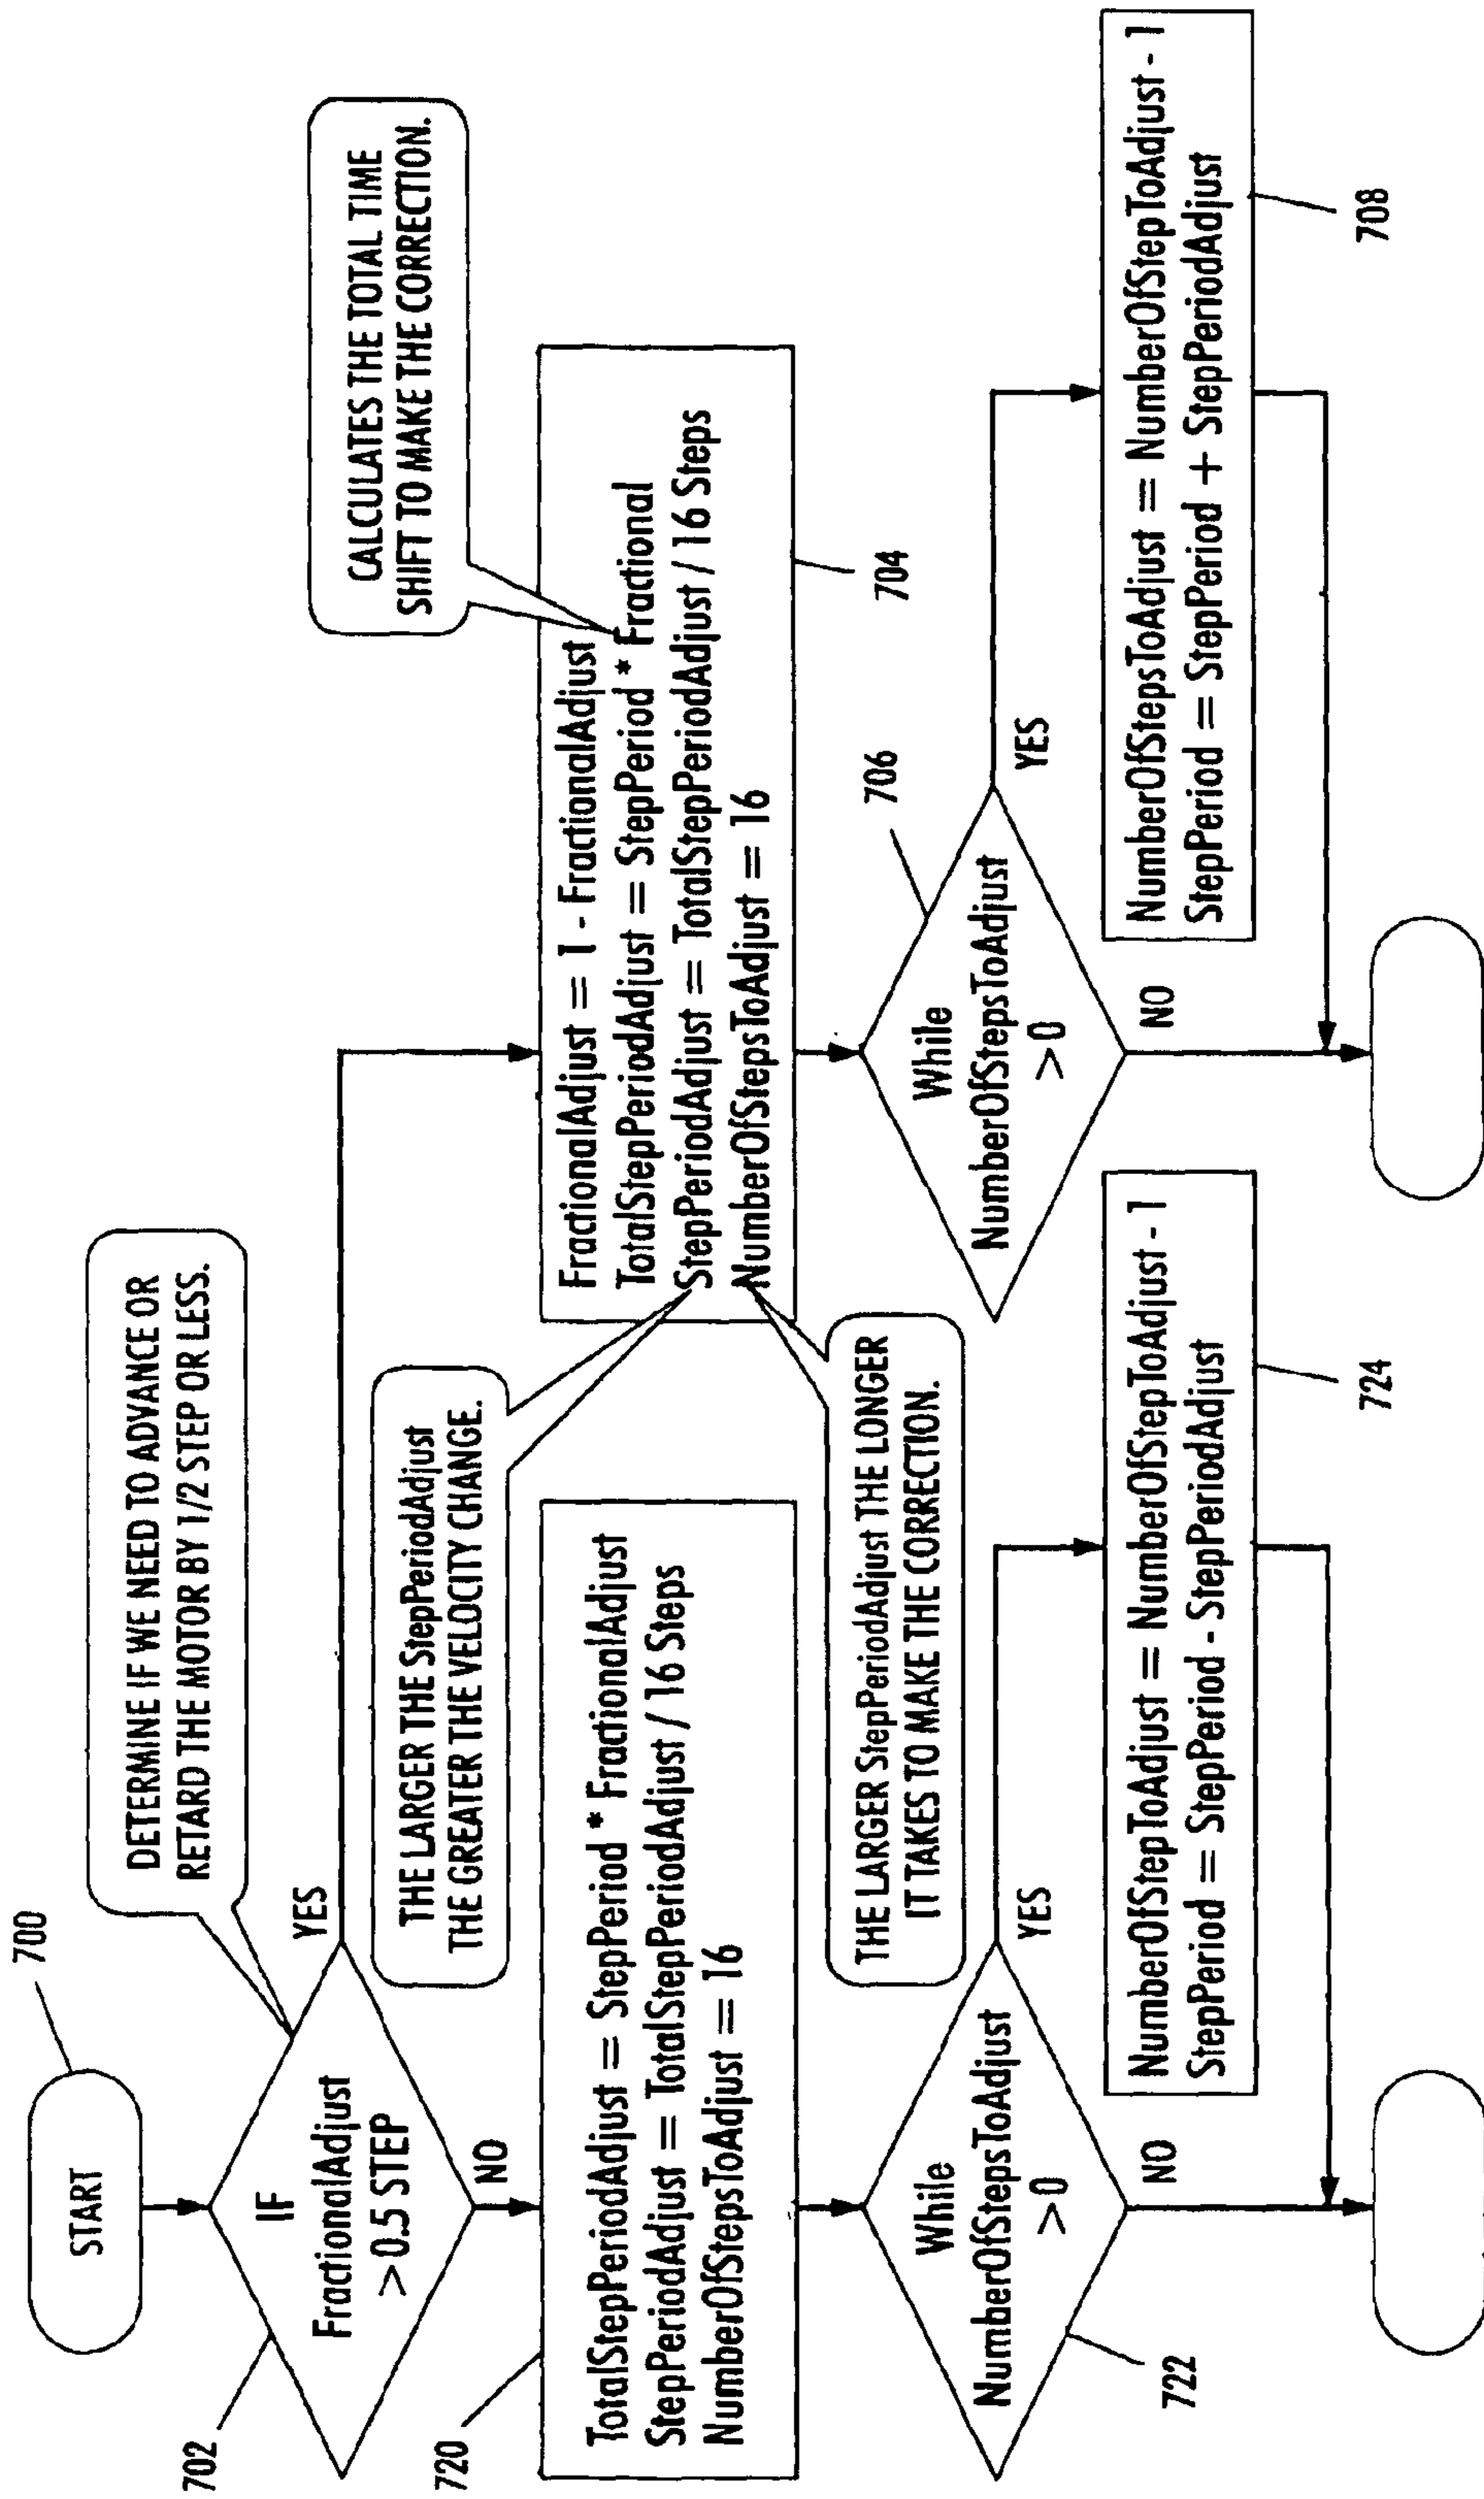 700
START
DETERMINE IF WE NEED TO ADVANCE OR
RETARD THE MOTOR BY 1/2 STEP OR LESS.
702
IF
FractionalAdjust
> 0.5 STEP
YES
NO
CALCULATES THE TOTAL TIME
SHIFT TO MAKE THE CORRECTION.
THE LARGER THE StepPeriodAdjust
THE GREATER THE VELOCITY CHANGE.
720
TotalStepPeriodAdjust = StepPeriod * FractionalAdjust
StepPeriodAdjust = TotalStepPeriodAdjust / 16 Steps
NumberOfStepsToAdjust = 16
FractionalAdjust = 1 - FractionalAdjust
TotalStepPeriodAdjust = StepPeriod * Fractional
StepPeriodAdjust = TotalStepPeriodAdjust / 16 Steps
NumberOfStepsToAdjust = 16
704
THE LARGER StepPeriodAdjust THE LONGER
IT TAKES TO MAKE THE CORRECTION.
While
NumberOfStepsToAdjust
> 0
YES
NO
722
706
While
NumberOfStepsToAdjust
> 0
YES
NO
NumberOfStepToAdjust = NumberOfStepToAdjust - 1
StepPeriod = StepPeriod - StepPeriodAdjust
724
NumberOfStepsToAdjust = NumberOfStepToAdjust - 1
StepPeriod = StepPeriod + StepPeriodAdjust
708